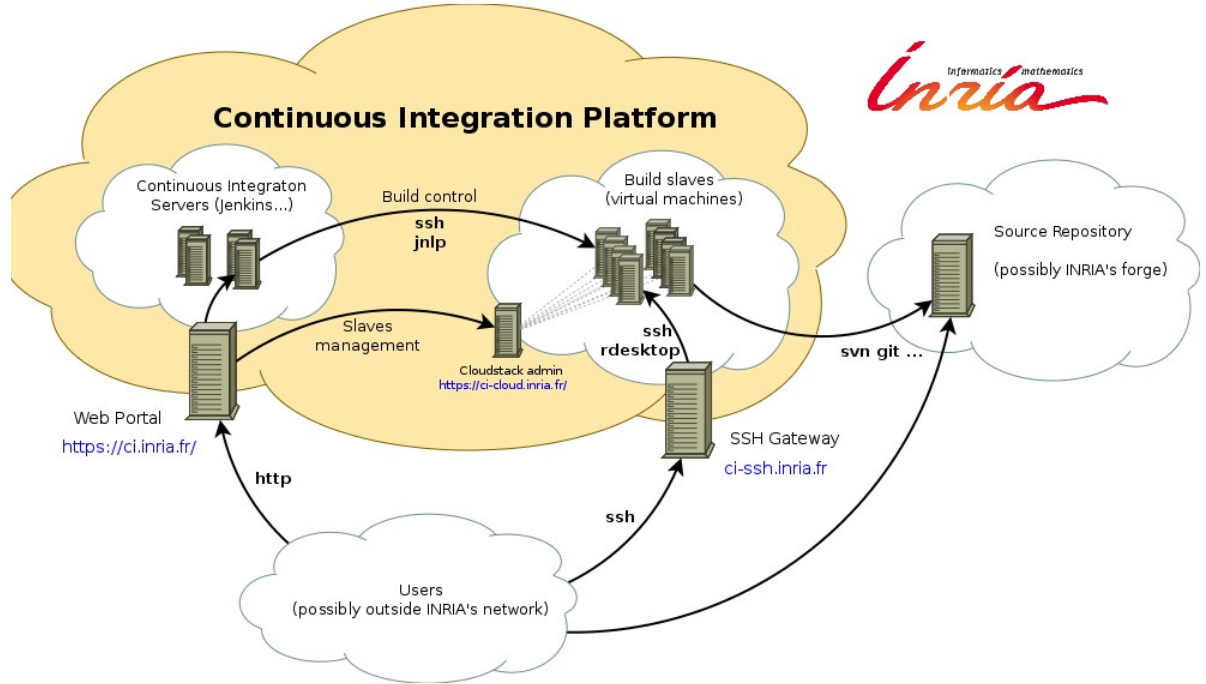 informatics mathematics
Inría
Continuous Integration Platform
Continuous Integraton
Servers (Jenkins...)
Build control
ssh
jnlp
Build slaves
(virtual machines)
Source Repository
(possibly INRIA's forge)
Slaves
management
Cloudstack admin
https://ci-cloud.inria.fr/
ssh
rdesktop
svn git ...
Web Portal
https://ci.inria.fr/
SSH Gateway
ci-ssh.inria.fr
http
ssh
Users
(possibly outside INRIA's network)